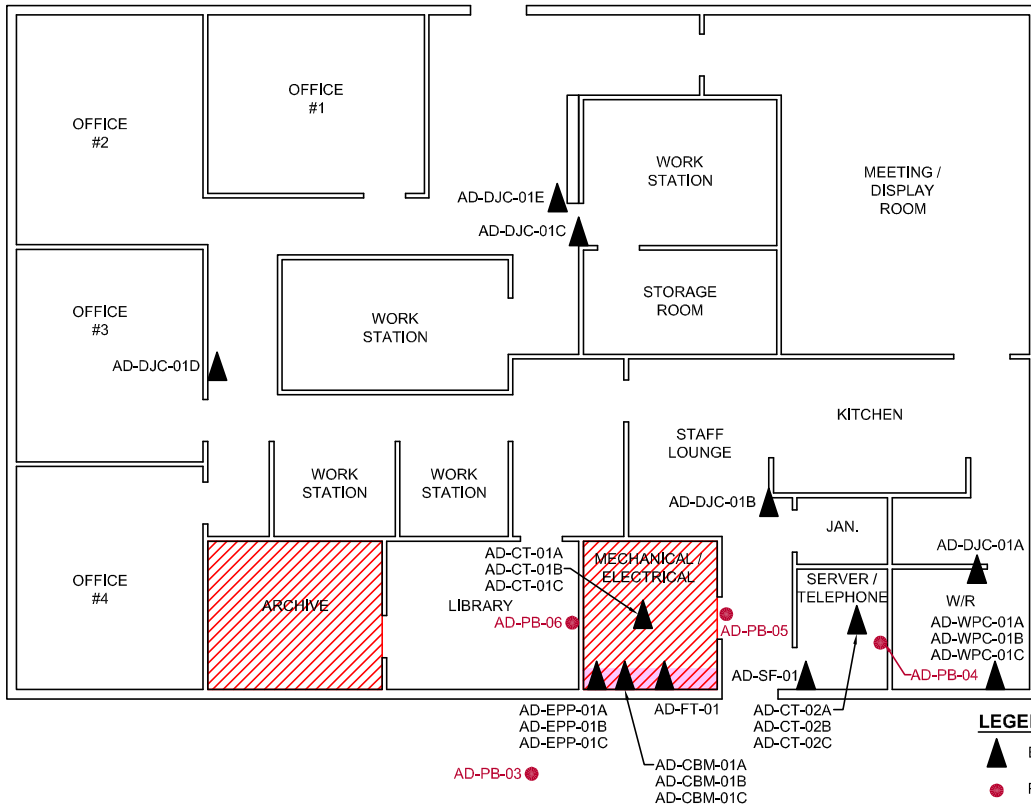 OFFICE
#1
OFFICE
#2
WORK
STATION
MEETING /
DISPLAY
ROOM
AD-DJC-01E
AD-DJC-01C
STORAGE
ROOM
OFFICE
#3
WORK
STATION
AD-DJC-01D
KITCHEN
STAFF
LOUNGE
WORK
STATION
WORK
STATION
AD-DJC-01B
JAN.
AD-DJC-01A
AD-CT-01A
AD-CT-01B
AD-CT-01C
MECHANICAL /
ELECTRICAL
OFFICE
#4
ARCHIVE
LIBRARY
SERVER /
TELEPHONE
W/R
AD-WPC-01A
AD-WPC-01B
AD-WPC-01C
AD-PB-06
AD-PB-05
AD-SF-01
AD-PB-04
AD-EPP-01A
AD-EPP-01B
AD-EPP-01C
AD-FT-01
AD-CT-02A
AD-CT-02B
AD-CT-02C
AD-CBM-01A
AD-CBM-01B
AD-CBM-01C
AD-PB-03
LEGE